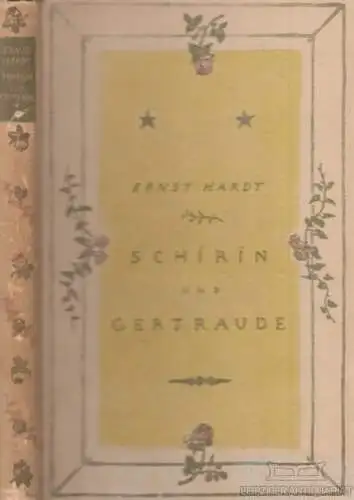 ERNST HARDT
SCHIRIN
UND
GERTRAUDE